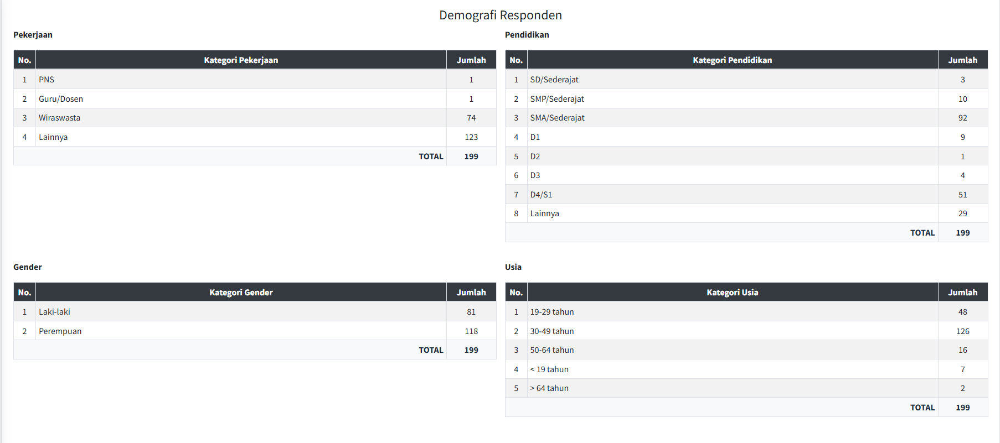 Demografi Responden
Pekerjaan
No. Kategori Pekerjaan Jumlah
1 PNS 1
2 Guru/Dosen 1
3 Wiraswasta 74
4 Lainnya 123
TOTAL 199
Pendidikan
No. Kategori Pendidikan Jumlah
1 SD/Sederajat 3
2 SMP/Sederajat 10
3 SMA/Sederajat 92
4 D1 9
5 D2 1
6 D3 4
7 D4/S1 51
8 Lainnya 29
TOTAL 199
Gender
No. Kategori Gender Jumlah
1 Laki-laki 81
2 Perempuan 118
TOTAL 199
Usia
No. Kategori Usia Jumlah
1 19-29 tahun 48
2 30-49 tahun 126
3 50-64 tahun 16
4 < 19 tahun 7
5 > 64 tahun 2
TOTAL 199